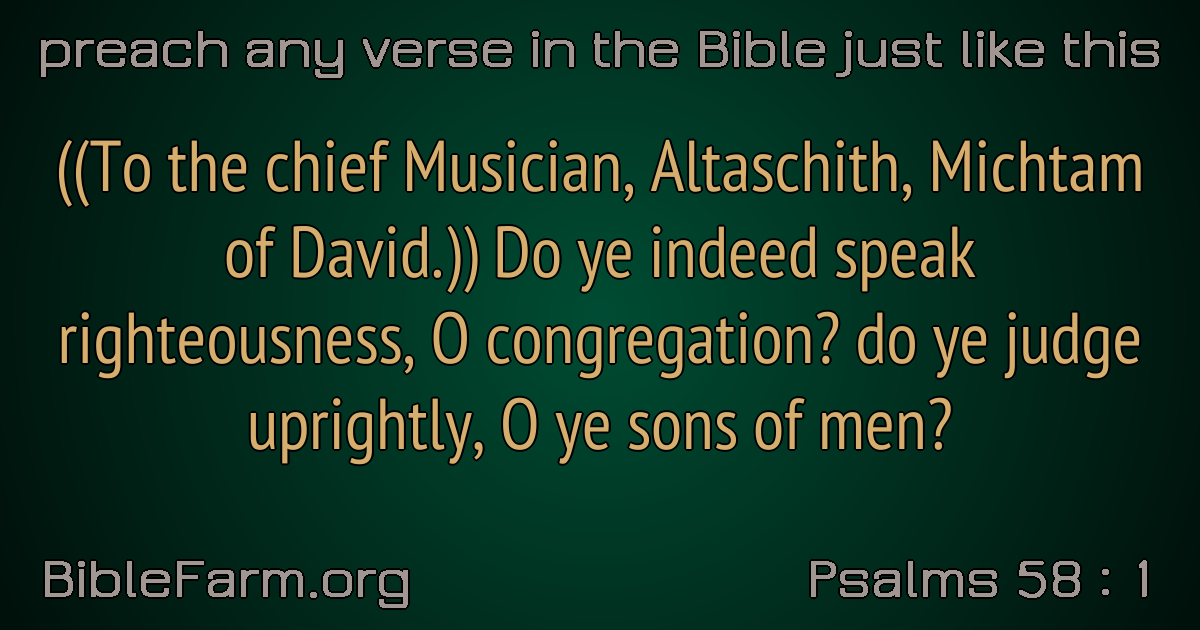 preach any verse in the Bible just like this
((To the chief Musician, Altaschith, Michtam
of David.)) Do ye indeed speak
righteousness, O congregation? do ye judge
uprightly, O ye sons of men?
BibleFarm.org
Psalms 58 : 1